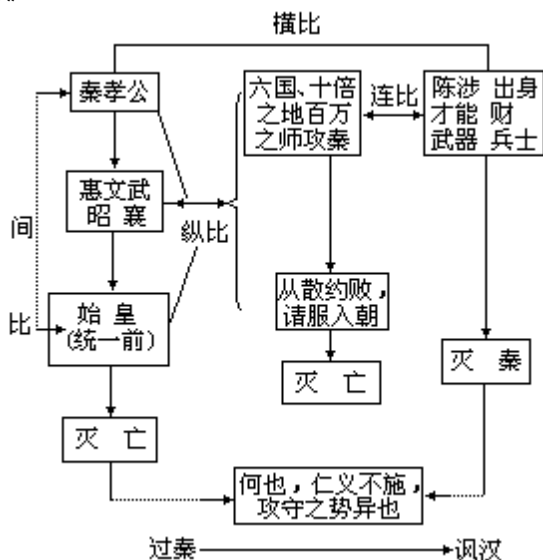 横比
秦孝公
六国、十倍
之地百万
之师攻秦
连比
陈涉 出身
才能 财
武器 兵士
惠文武
昭 襄
纵比
间
比
始 皇
(统一前)
从散约败，
请服入朝
灭 亡
灭 秦
灭 亡
何也，仁义不施，
攻守之势异也
过秦
讽汉